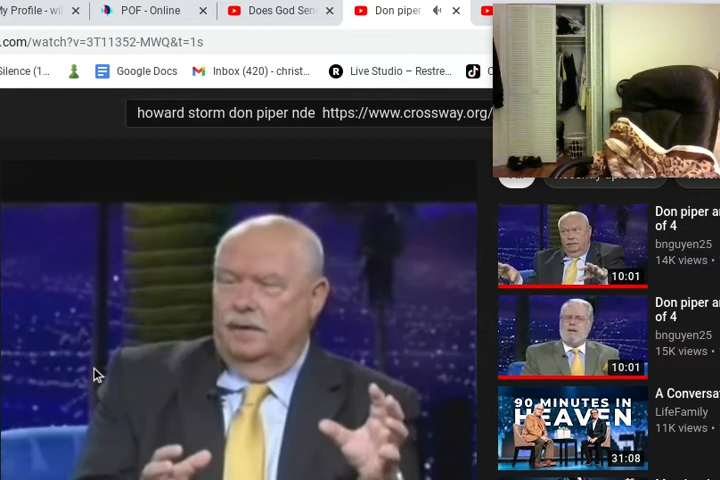 My Profile - wi
POF - Online
Does God Sen
Don piper
.com/watch?v=3T11352-MWQ&t=1s
Silence (1...
Google Docs
Inbox (420) - christ...
Live Studio – Restre...
howard storm don piper nde https://www.crossway.org/
Don piper a
of 4
bnguyen25
14K views •
10:01
Don piper a
of 4
bnguyen25
15K views •
10:01
90 MINUTES IN
HEAVEN
31:08
A Conversa
LifeFamily
11K views •